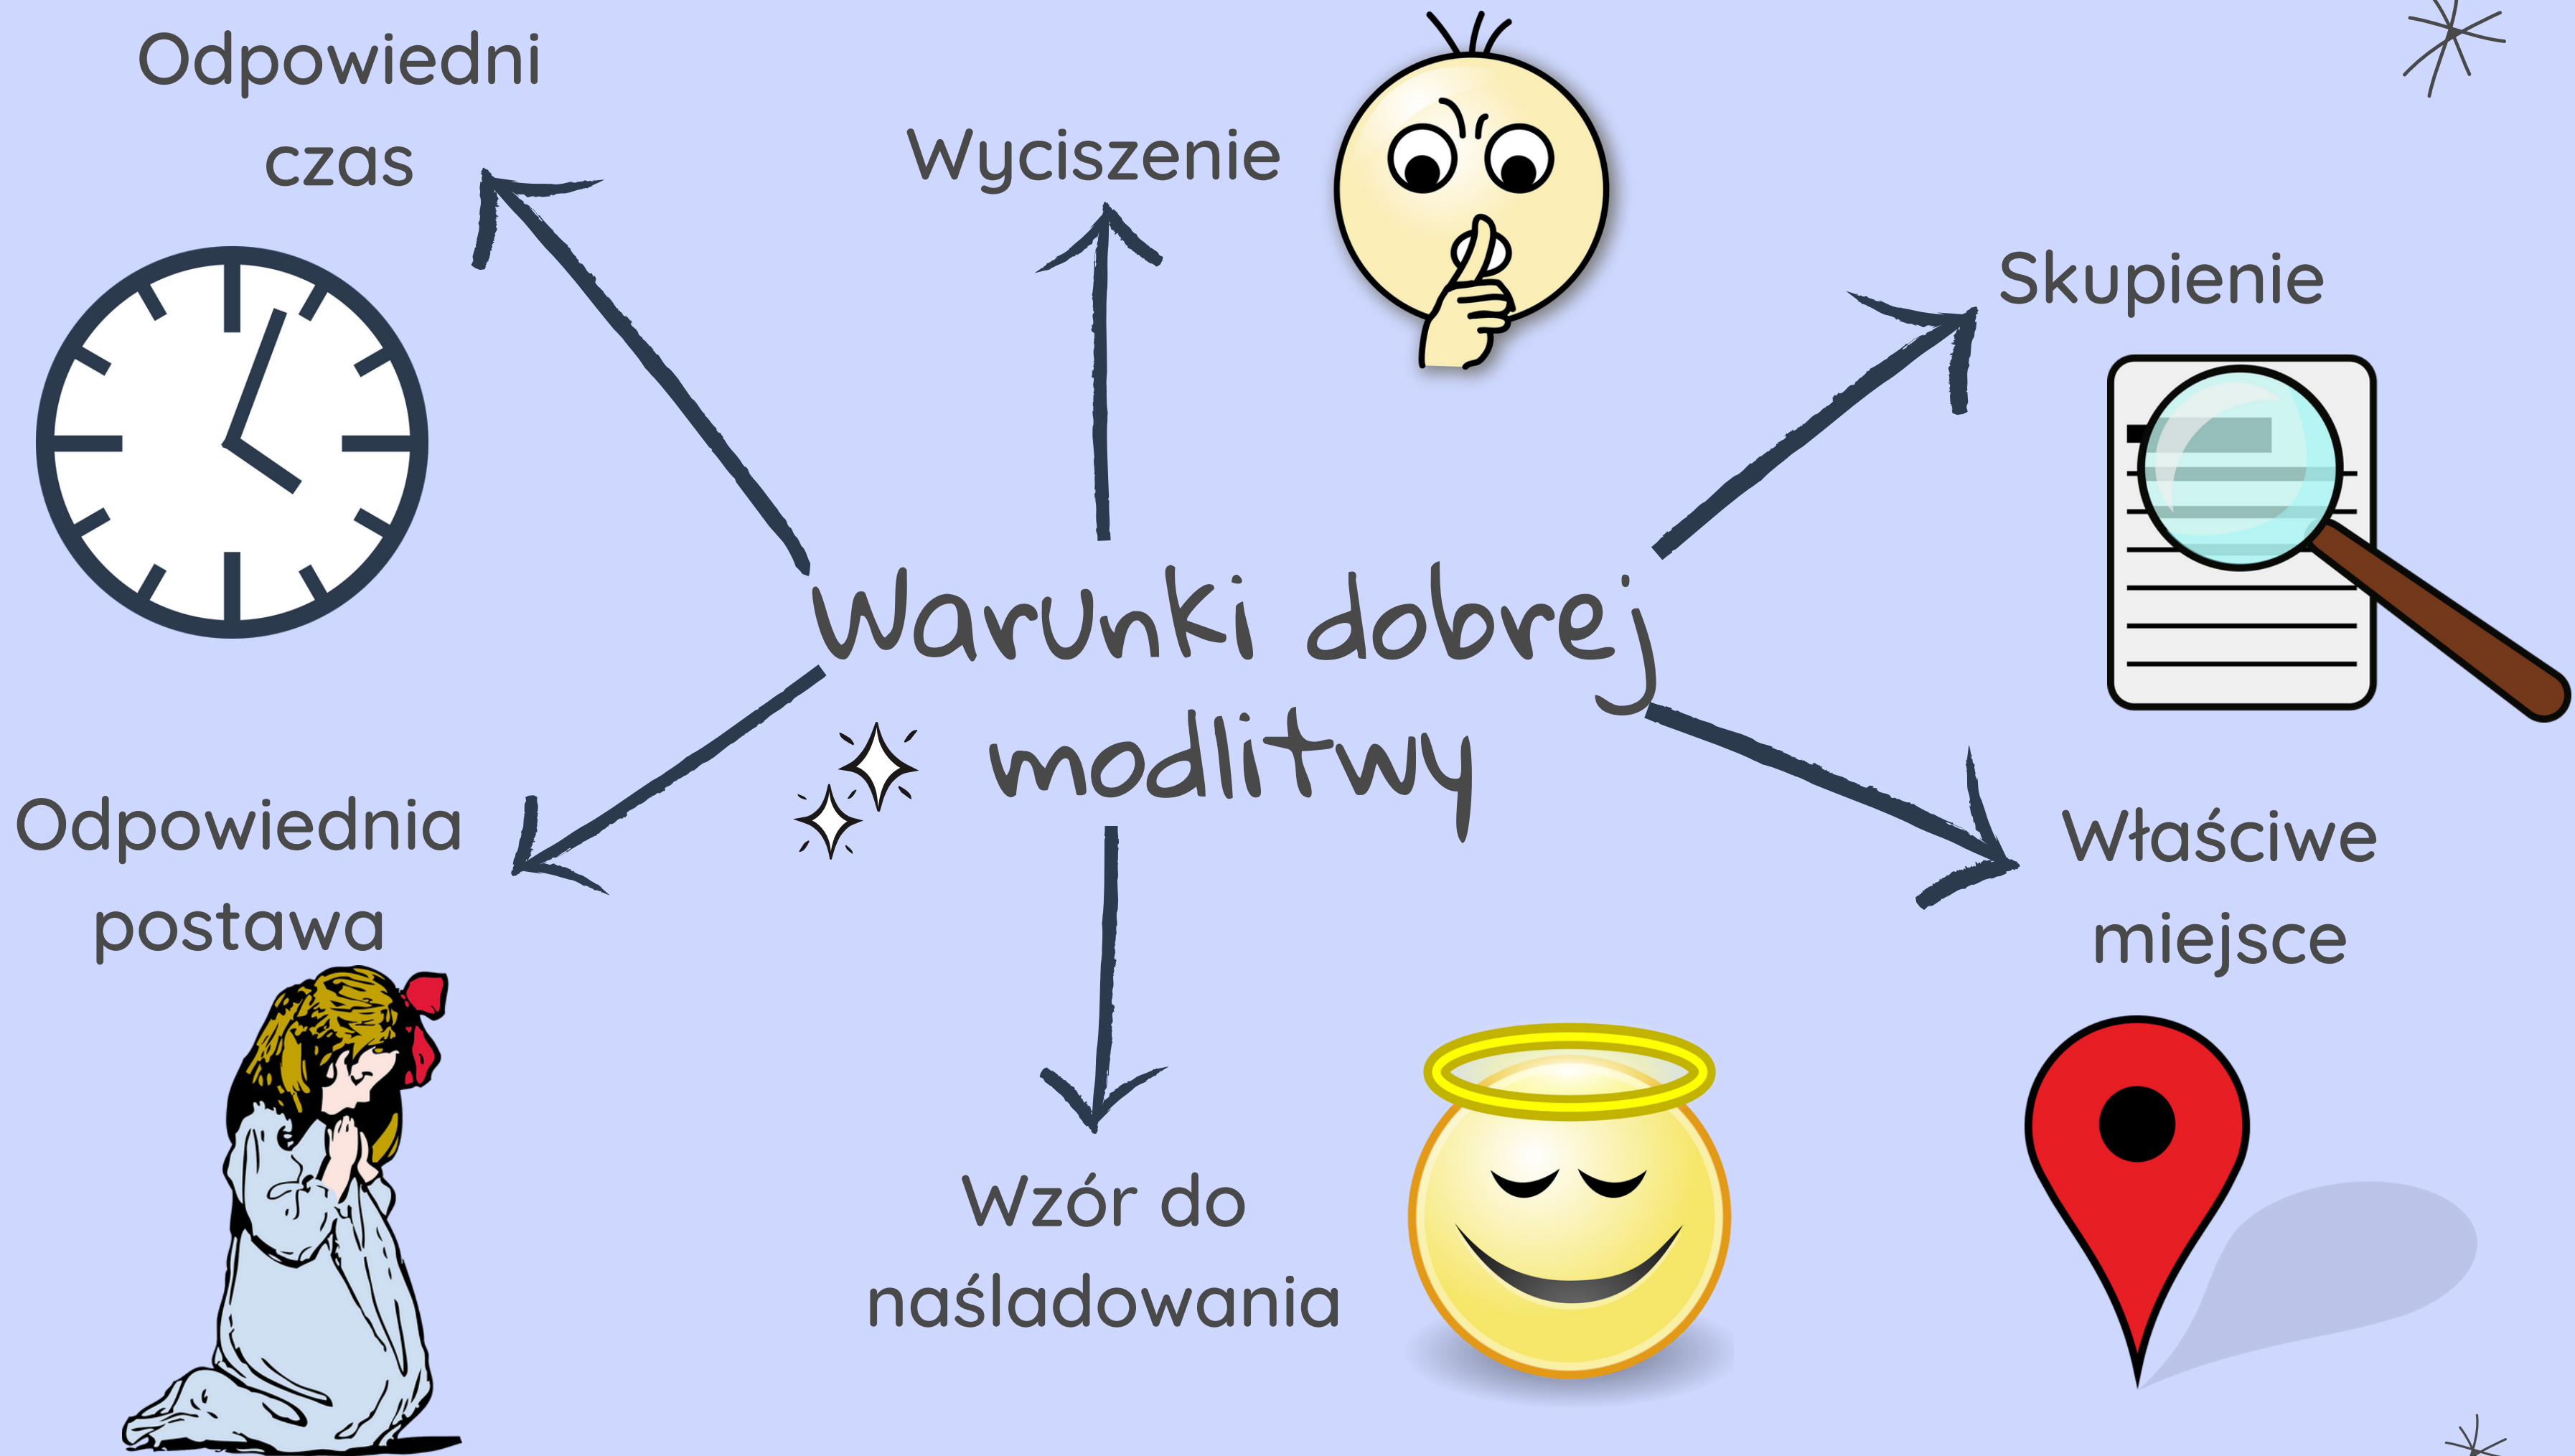 Odpowiedni
czas
Wyciszenie
Skupienie
Warunki dobrej
modlitwy
Odpowiednia
postawa
Właściwe
miejsce
Wzór do
naśladowania